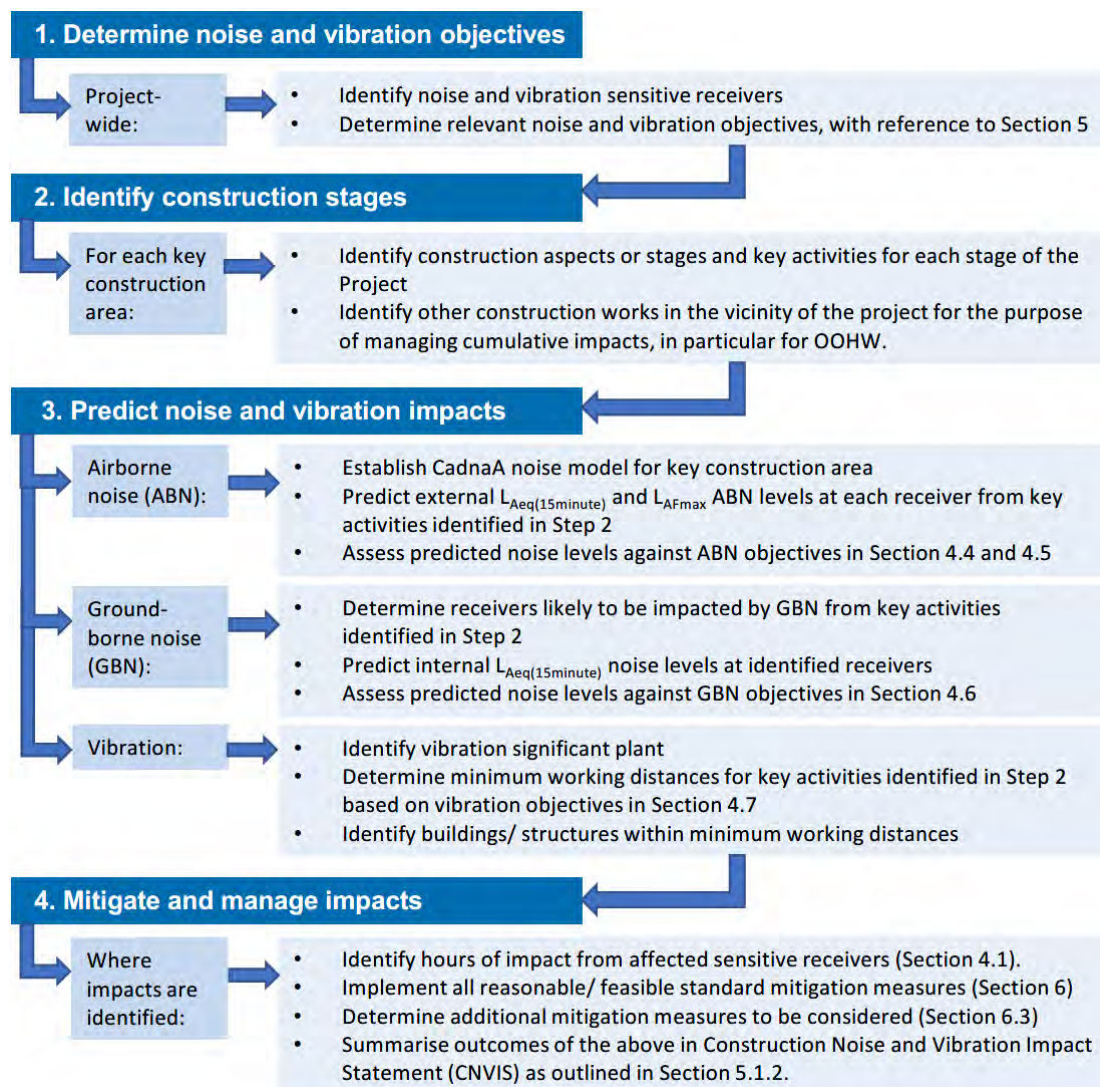 1. Determine noise and vibration objectives
Project-
wide:
• Identify noise and vibration sensitive receivers
• Determine relevant noise and vibration objectives, with reference to Section 5
2. Identify construction stages
For each key
construction
area:
• Identify construction aspects or stages and key activities for each stage of the
Project
• Identify other construction works in the vicinity of the project for the purpose
of managing cumulative impacts, in particular for OOHW.
3. Predict noise and vibration impacts
Airborne
noise (ABN):
• Establish CadnaA noise model for key construction area
• Predict external LAeq(15minute) and LAFmax ABN levels at each receiver from key
activities identified in Step 2
• Assess predicted noise levels against ABN objectives in Section 4.4 and 4.5
Ground-
borne noise
(GBN):
• Determine receivers likely to be impacted by GBN from key activities
identified in Step 2
• Predict internal LAeq(15minute) noise levels at identified receivers
• Assess predicted noise levels against GBN objectives in Section 4.6
Vibration:
• Identify vibration significant plant
• Determine minimum working distances for key activities identified in Step 2
based on vibration objectives in Section 4.7
• Identify buildings/ structures within minimum working distances
4. Mitigate and manage impacts
Where
impacts are
identified:
• Identify hours of impact from affected sensitive receivers (Section 4.1).
• Implement all reasonable/ feasible standard mitigation measures (Section 6)
• Determine additional mitigation measures to be considered (Section 6.3)
• Summarise outcomes of the above in Construction Noise and Vibration Impact
Statement (CNVIS) as outlined in Section 5.1.2.